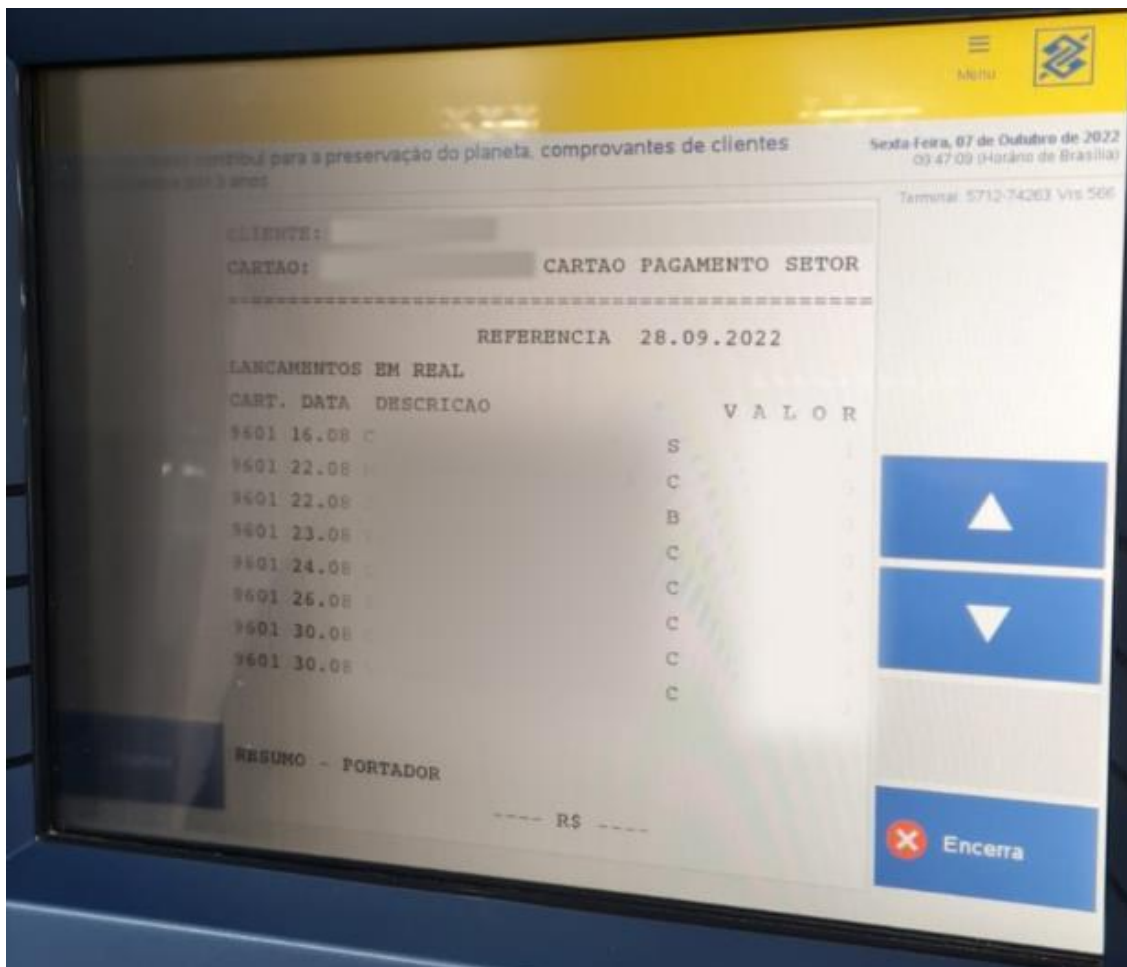 Menu
contribui para a preservação do planeta, comprovantes de clientes
Sexta-Feira, 07 de Outubro de 2022
09:47:09 (Horário de Brasília)
3 anos
Terminal: 5712-74263 Vrs 566
CLIENTE:
CARTAO: CARTAO PAGAMENTO SETOR
REFERENCIA 28.09.2022
LANCAMENTOS EM REAL
CART. DATA DESCRICAO V A L O R
9601 16.08 C S
9601 22.08 C
9601 22.08 B
9601 23.08 C
9601 24.08 C
9601 26.08 C
9601 30.08 C
9601 30.08 C
RESUMO - PORTADOR
---- R$ ----
Encerra